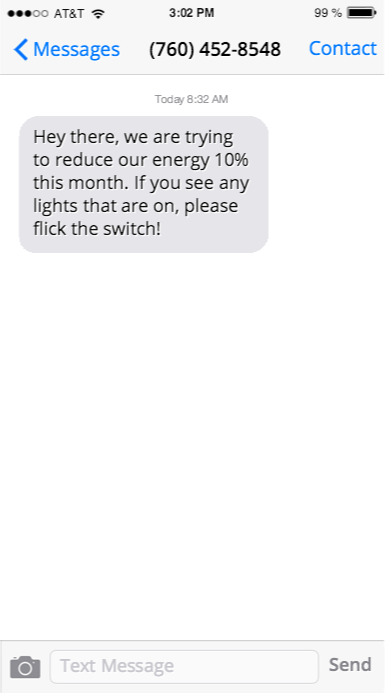 AT&T 3:02 PM 99 %
Messages (760) 452-8548 Contact
Today 8:32 AM
Hey there, we are trying
to reduce our energy 10%
this month. If you see any
lights that are on, please
flick the switch!
Text Message Send